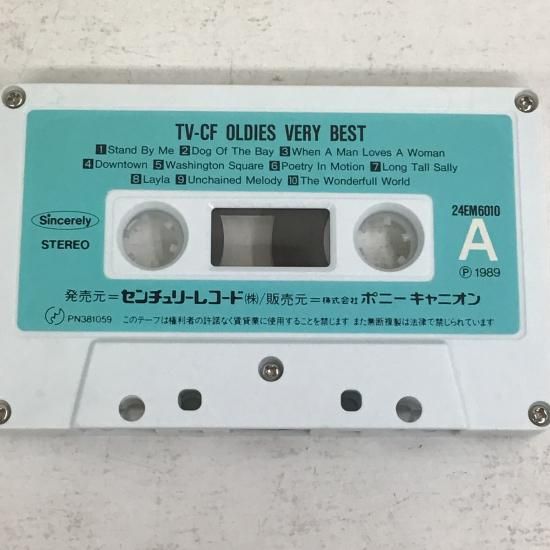 TV-CF OLDIES VERY BEST
1 Stand By Me 2 Dog Of The Bay 3 When A Man Loves A Woman
4 Downtown 5 Washington Square 6 Poetry In Motion 7 Long Tall Sally
8 Layla 9 Unchained Melody 10 The Wonderfull World
Sincerely
STEREO
24EM6010
A
Ⓟ 1989
発売元=センチュリーレコード(株)/販売元=株式会社 ポニー キャニオン
PN381059 このテープは権利者の許諾なく賃貸業に使用することを禁じます また無断複製は法律で禁じられています